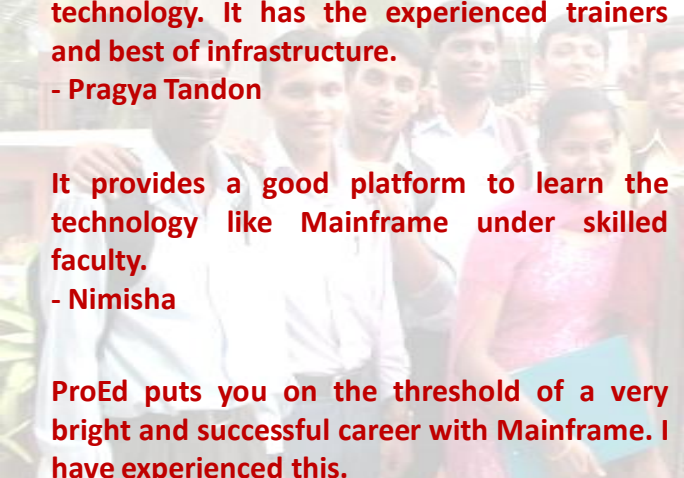 technology. It has the experienced trainers
and best of infrastructure.
- Pragya Tandon
It provides a good platform to learn the
technology like Mainframe under skilled
faculty.
- Nimisha
ProEd puts you on the threshold of a very
bright and successful career with Mainframe. I
have experienced this.